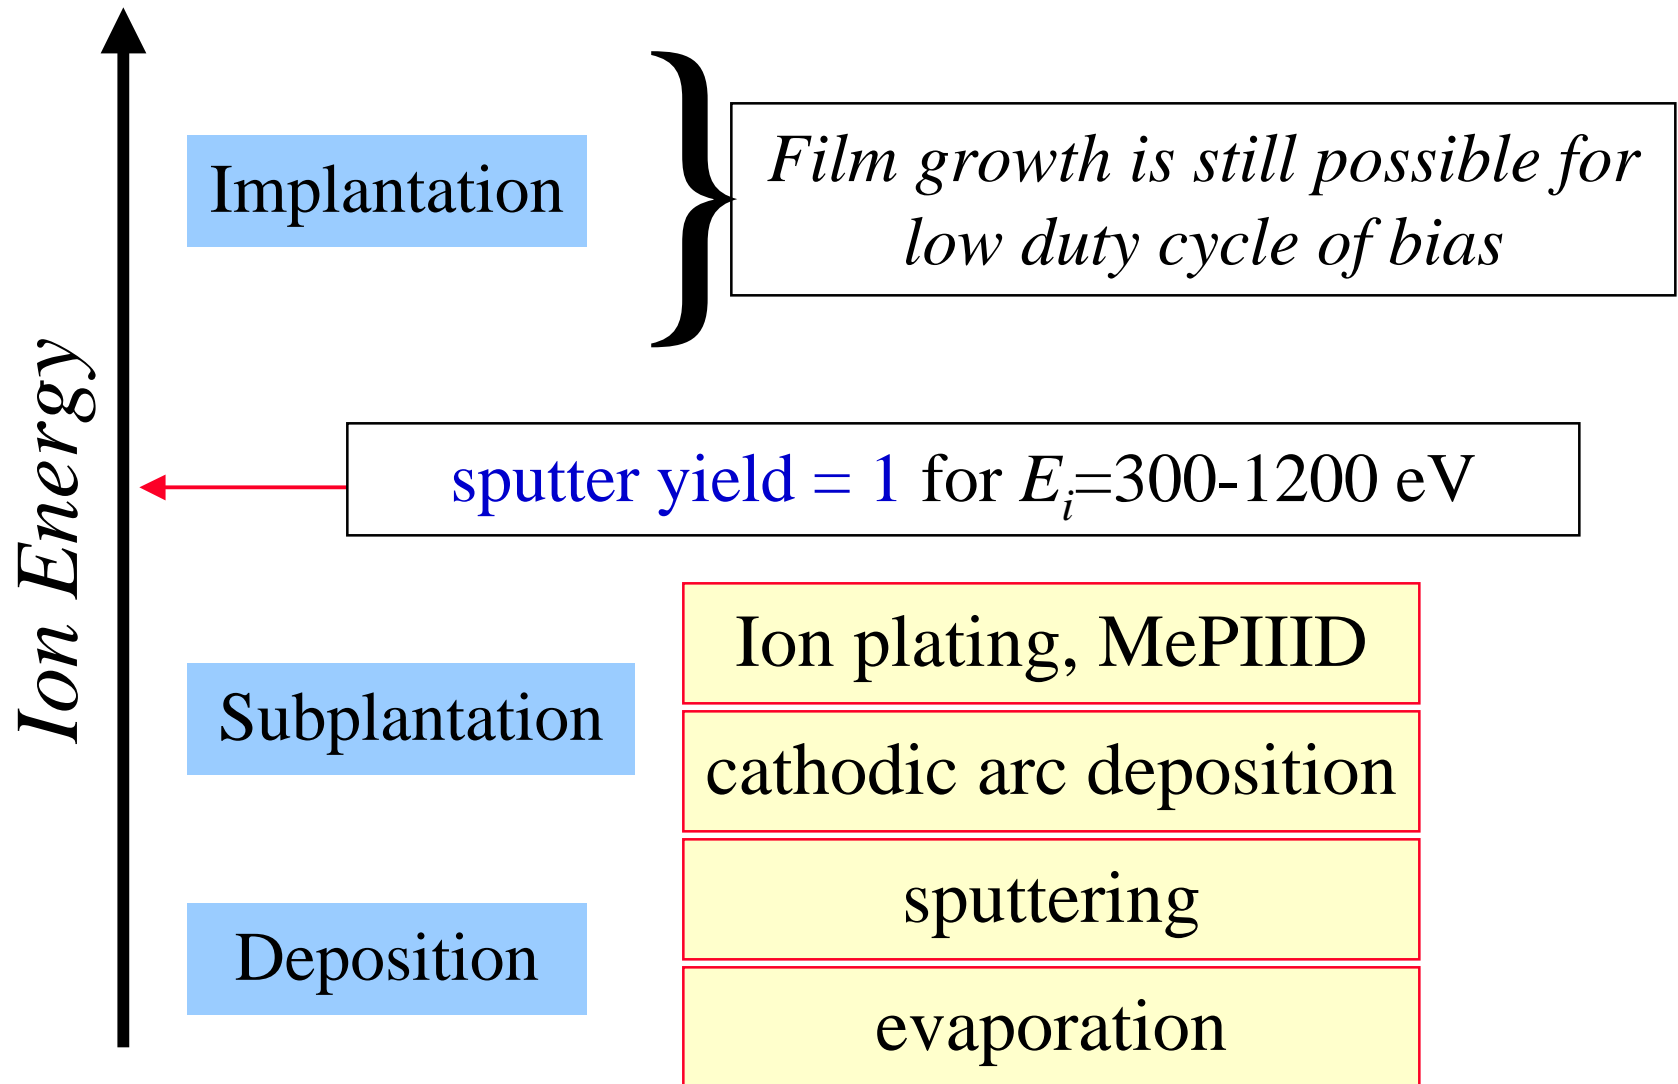 Implantation
Film growth is still possible for
low duty cycle of bias
Ion Energy
sputter yield = 1 for Ei=300-1200 eV
Ion plating, MePIIID
Subplantation
cathodic arc deposition
sputtering
Deposition
evaporation